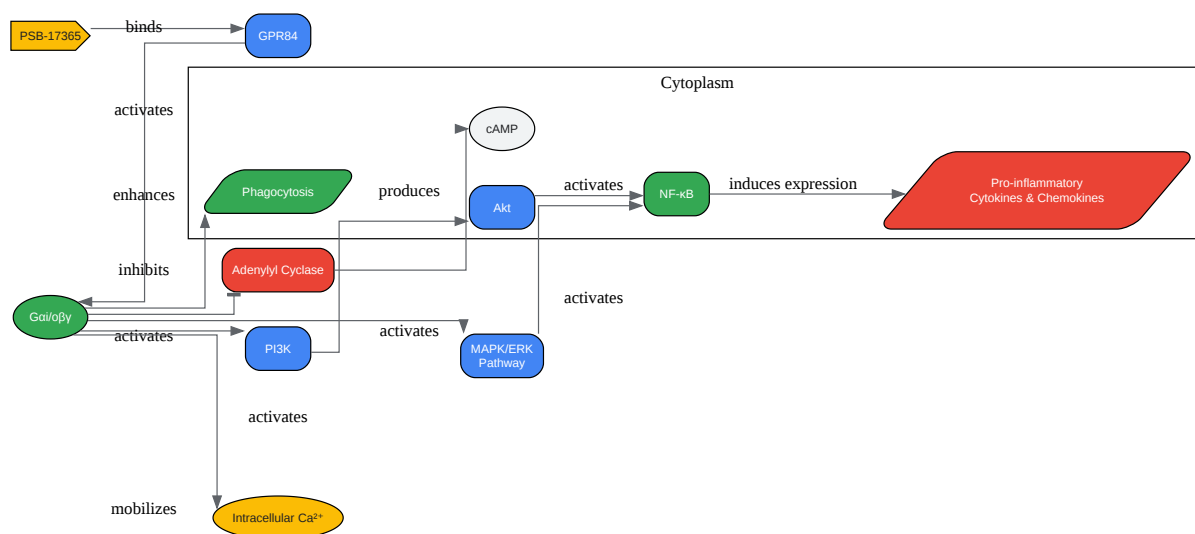 PSB-17365
binds
GPR84
Cytoplasm
activates
cAMP
enhances
Phagocytosis
produces
Akt
activates
NF-κB
induces expression
Pro-inflammatory
Cytokines & Chemokines
inhibits
Adenylyl Cyclase
activates
Gαi/oβγ
activates
PI3K
activates
MAPK/ERK
Pathway
activates
mobilizes
Intracellular Ca²⁺